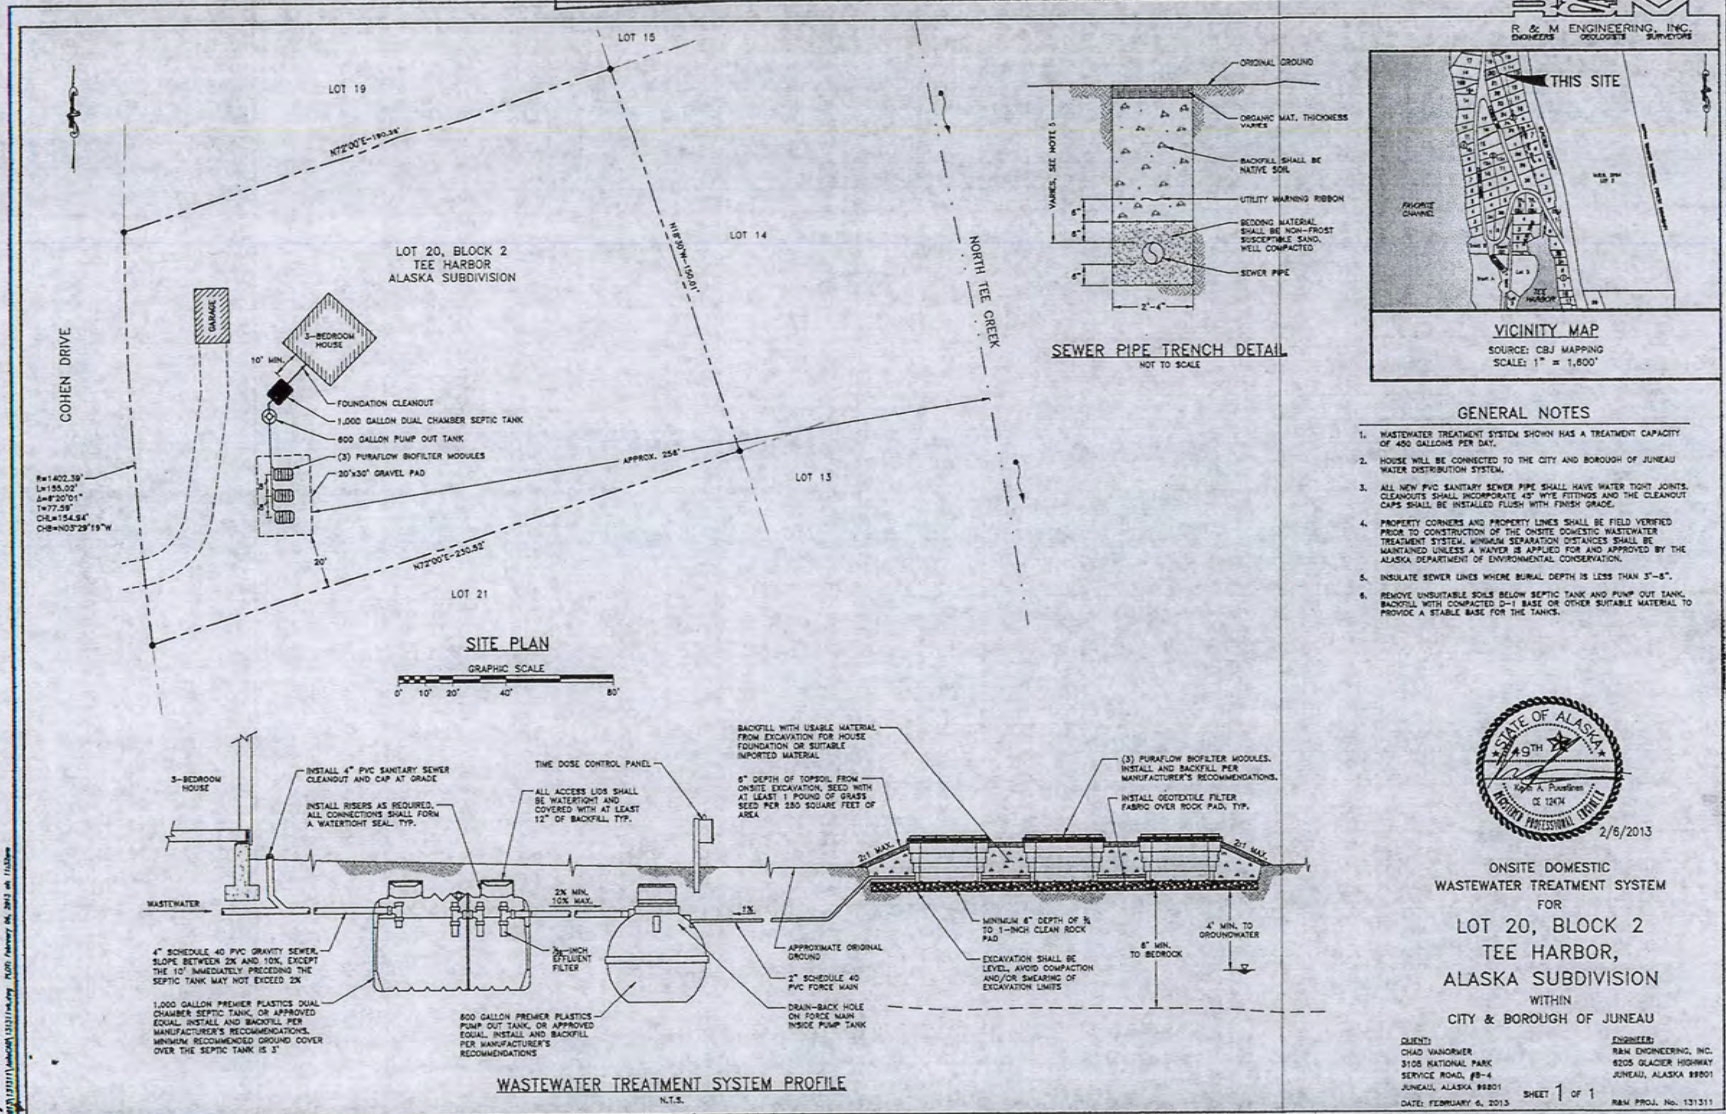 R & M ENGINEERING, INC.
ENGINEERS GEOLOGISTS SURVEYORS
LOT 15
LOT 19
N72°00'E-190.39'
LOT 20, BLOCK 2
TEE HARBOR
ALASKA SUBDIVISION
LOT 14
N18°30'W-150.01'
NORTH TEE CREEK
COHEN DRIVE
GARAGE
3-BEDROOM
HOUSE
10' MIN.
FOUNDATION CLEANOUT
1,000 GALLON DUAL CHAMBER SEPTIC TANK
600 GALLON PUMP OUT TANK
(3) PURAFLOW BIOFILTER MODULES
20'x30' GRAVEL PAD
APPROX. 256'
LOT 13
R=1402.39'
L=155.02'
Δ=6°20'01"
T=77.59'
CHL=154.94'
CHB=N03°29'19"W
20'
N72°00'E-230.52'
LOT 21
SITE PLAN
GRAPHIC SCALE
0' 10' 20' 40' 80'
ORIGINAL GROUND
ORGANIC MAT. THICKNESS
VARIES
VARIES, SEE NOTE 5
BACKFILL SHALL BE
NATIVE SOIL
UTILITY WARNING RIBBON
6"
6"
6"
BEDDING MATERIAL
SHALL BE NON-FROST
SUSCEPTIBLE SAND,
WELL COMPACTED
SEWER PIPE
2'-4"
SEWER PIPE TRENCH DETAIL
NOT TO SCALE
THIS SITE
FAVORITE
CHANNEL
TEE
HARBOR
VICINITY MAP
SOURCE: CBJ MAPPING
SCALE: 1" = 1,600'
GENERAL NOTES
1. WASTEWATER TREATMENT SYSTEM SHOWN HAS A TREATMENT CAPACITY
OF 450 GALLONS PER DAY.
2. HOUSE WILL BE CONNECTED TO THE CITY AND BOROUGH OF JUNEAU
WATER DISTRIBUTION SYSTEM.
3. ALL NEW PVC SANITARY SEWER PIPE SHALL HAVE WATER TIGHT JOINTS.
CLEANOUTS SHALL INCORPORATE 45° WYE FITTINGS AND THE CLEANOUT
CAPS SHALL BE INSTALLED FLUSH WITH FINISH GRADE.
4. PROPERTY CORNERS AND PROPERTY LINES SHALL BE FIELD VERIFIED
PRIOR TO CONSTRUCTION OF THE ONSITE DOMESTIC WASTEWATER
TREATMENT SYSTEM. MINIMUM SEPARATION DISTANCES SHALL BE
MAINTAINED UNLESS A WAIVER IS APPLIED FOR AND APPROVED BY THE
ALASKA DEPARTMENT OF ENVIRONMENTAL CONSERVATION.
5. INSULATE SEWER LINES WHERE BURIAL DEPTH IS LESS THAN 3'-6".
6. REMOVE UNSUITABLE SOILS BELOW SEPTIC TANK AND PUMP OUT TANK.
BACKFILL WITH COMPACTED D-1 BASE OR OTHER SUITABLE MATERIAL TO
PROVIDE A STABLE BASE FOR THE TANKS.
STATE OF ALASKA
49TH
Kevin A. Puustinen
CE 12474
REGISTERED PROFESSIONAL ENGINEER
2/6/2013
3-BEDROOM
HOUSE
INSTALL 4" PVC SANITARY SEWER
CLEANOUT AND CAP AT GRADE
INSTALL RISERS AS REQUIRED.
ALL CONNECTIONS SHALL FORM
A WATERTIGHT SEAL, TYP.
TIME DOSE CONTROL PANEL
ALL ACCESS LIDS SHALL
BE WATERTIGHT AND
COVERED WITH AT LEAST
12" OF BACKFILL, TYP.
BACKFILL WITH USABLE MATERIAL
FROM EXCAVATION FOR HOUSE
FOUNDATION OR SUITABLE
IMPORTED MATERIAL
6" DEPTH OF TOPSOIL FROM
ONSITE EXCAVATION, SEED WITH
AT LEAST 1 POUND OF GRASS
SEED PER 250 SQUARE FEET OF
AREA
(3) PURAFLOW BIOFILTER MODULES.
INSTALL AND BACKFILL PER
MANUFACTURER'S RECOMMENDATIONS.
INSTALL GEOTEXTILE FILTER
FABRIC OVER ROCK PAD, TYP.
2:1 MAX.
2:1 MAX.
WASTEWATER
2% MIN.
10% MAX.
1%
4" SCHEDULE 40 PVC GRAVITY SEWER,
SLOPE BETWEEN 2% AND 10%, EXCEPT
THE 10' IMMEDIATELY PRECEDING THE
SEPTIC TANK MAY NOT EXCEED 2%
1,000 GALLON PREMIER PLASTICS DUAL
CHAMBER SEPTIC TANK, OR APPROVED
EQUAL. INSTALL AND BACKFILL PER
MANUFACTURER'S RECOMMENDATIONS.
MINIMUM RECOMMENDED GROUND COVER
OVER THE SEPTIC TANK IS 3'
EFFLUENT
FILTER
600 GALLON PREMIER PLASTICS
PUMP OUT TANK, OR APPROVED
EQUAL. INSTALL AND BACKFILL
PER MANUFACTURER'S
RECOMMENDATIONS
APPROXIMATE ORIGINAL
GROUND
2" SCHEDULE 40
PVC FORCE MAIN
DRAIN-BACK HOLE
ON FORCE MAIN
INSIDE PUMP TANK
MINIMUM 6" DEPTH OF ¾
TO 1-INCH CLEAN ROCK
PAD
EXCAVATION SHALL BE
LEVEL, AVOID COMPACTION
AND/OR SMEARING OF
EXCAVATION LIMITS
6' MIN.
TO BEDROCK
4' MIN. TO
GROUNDWATER
WASTEWATER TREATMENT SYSTEM PROFILE
N.T.S.
ONSITE DOMESTIC
WASTEWATER TREATMENT SYSTEM
FOR
LOT 20, BLOCK 2
TEE HARBOR,
ALASKA SUBDIVISION
WITHIN
CITY & BOROUGH OF JUNEAU
CLIENT:
CHAD VANORMER
3105 NATIONAL PARK
SERVICE ROAD, #B-4
JUNEAU, ALASKA 99801
DATE: FEBRUARY 6, 2013
ENGINEER:
R&M ENGINEERING, INC.
6205 GLACIER HIGHWAY
JUNEAU, ALASKA 99801
SHEET 1 OF 1
R&M PROJ. No. 131311